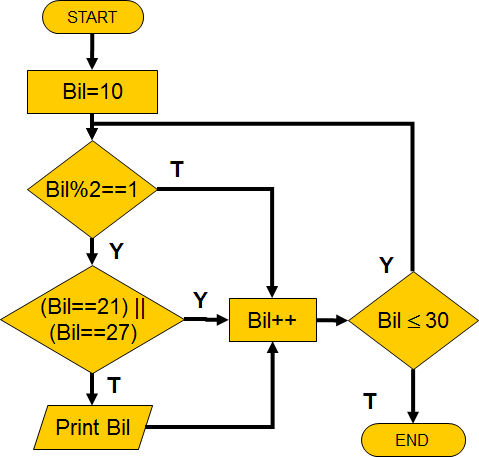 START
Bil=10
Bil%2==1
T
Y
(Bil==21) ||
(Bil==27)
Y
T
Print Bil
Bil++
Bil ≤ 30
Y
T
END